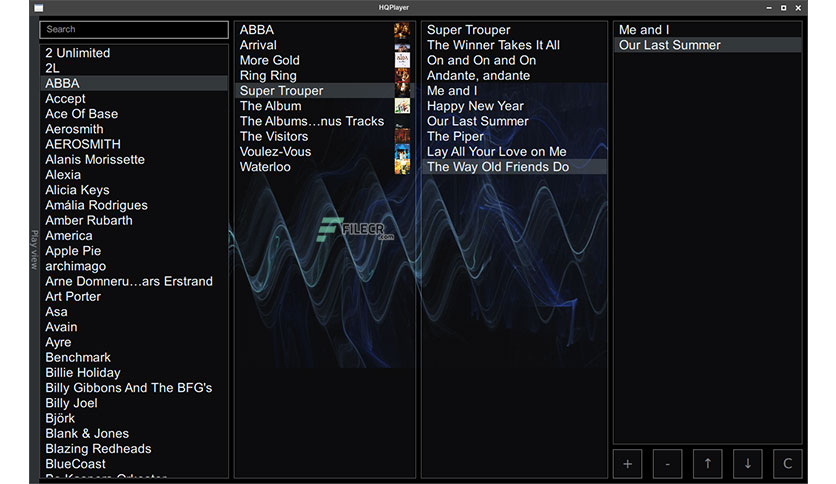 HQPlayer
Search
2 Unlimited
2L
ABBA
Accept
Ace Of Base
Aerosmith
AEROSMITH
Alanis Morissette
Alexia
Alicia Keys
Amália Rodrigues
Amber Rubarth
America
Apple Pie
archimago
Arne Domneru…ars Erstrand
Art Porter
Asa
Avain
Ayre
Benchmark
Billie Holiday
Billy Gibbons And The BFG's
Billy Joel
Björk
Blank & Jones
Blazing Redheads
BlueCoast
Play view
ABBA
Arrival
More Gold
Ring Ring
Super Trouper
The Album
The Albums…nus Tracks
The Visitors
Voulez-Vous
Waterloo
Super Trouper
The Winner Takes It All
On and On and On
Andante, andante
Me and I
Happy New Year
Our Last Summer
The Piper
Lay All Your Love on Me
The Way Old Friends Do
Me and I
Our Last Summer
FILECR
.com
+ - ↑ ↓ C